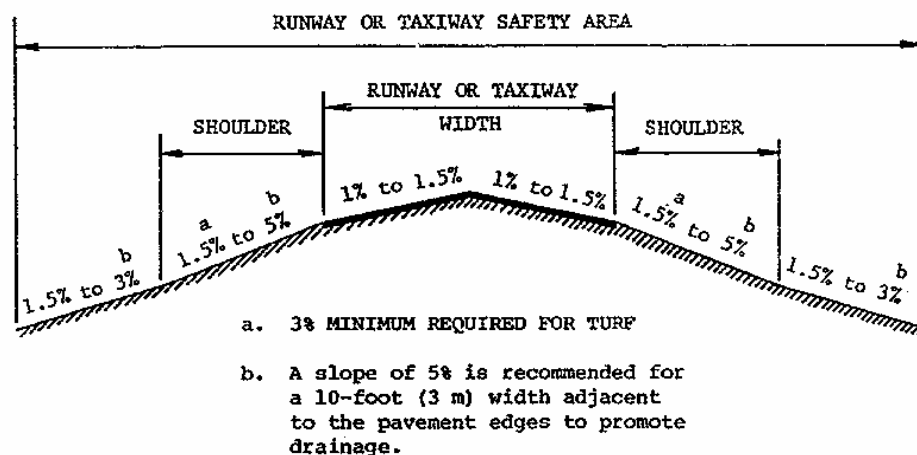 RUNWAY OR TAXIWAY SAFETY AREA
RUNWAY OR TAXIWAY
WIDTH
SHOULDER
SHOULDER
1.5% to 3% b
1.5% a to 5% b
1% to 1.5%
1% to 1.5%
1.5% a to 5% b
1.5% to 3% b
a. 3% MINIMUM REQUIRED FOR TURF
b. A slope of 5% is recommended for
a 10-foot (3 m) width adjacent
to the pavement edges to promote
drainage.